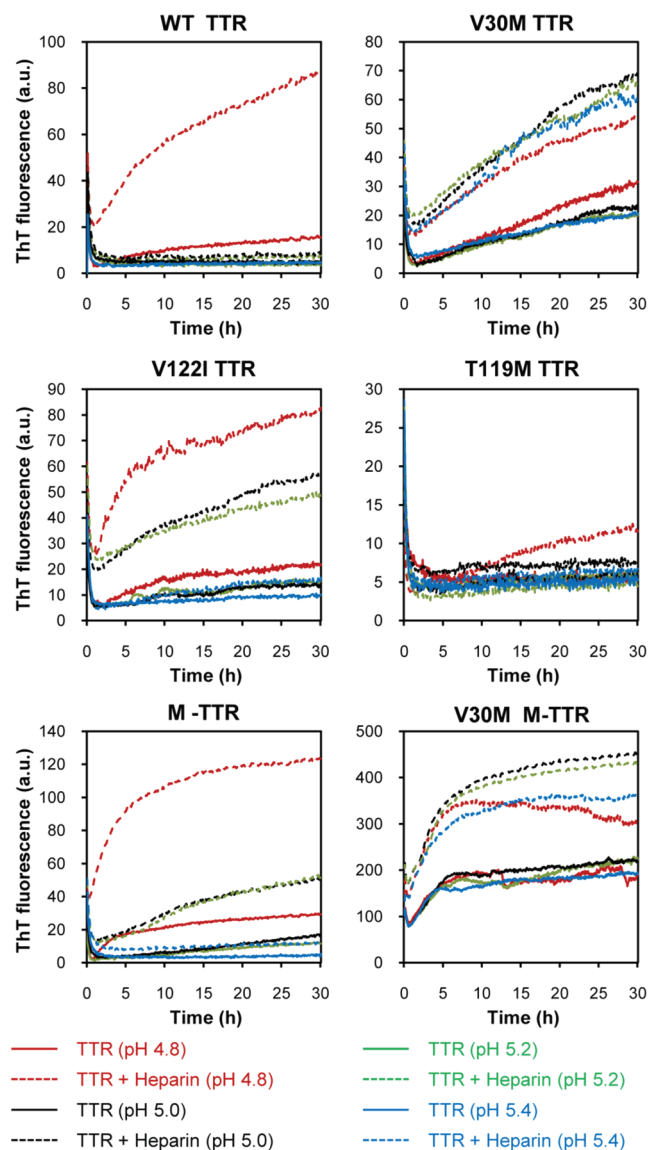 WT TTR
V30M TTR
ThT fluorescence (a.u.)
100
80
60
40
20
0
80
70
60
50
40
30
20
10
0
0 5 10 15 20 25 30
0 5 10 15 20 25 30
Time (h)
Time (h)
V122I TTR
T119M TTR
ThT fluorescence (a.u.)
90
80
70
60
50
40
30
20
10
0
30
25
20
15
10
5
0
0 5 10 15 20 25 30
0 5 10 15 20 25 30
Time (h)
Time (h)
M -TTR
V30M M-TTR
ThT fluorescence (a.u.)
140
120
100
80
60
40
20
0
500
400
300
200
100
0
0 5 10 15 20 25 30
0 5 10 15 20 25 30
Time (h)
Time (h)
TTR (pH 4.8)
TTR + Heparin (pH 4.8)
TTR (pH 5.0)
TTR + Heparin (pH 5.0)
TTR (pH 5.2)
TTR + Heparin (pH 5.2)
TTR (pH 5.4)
TTR + Heparin (pH 5.4)